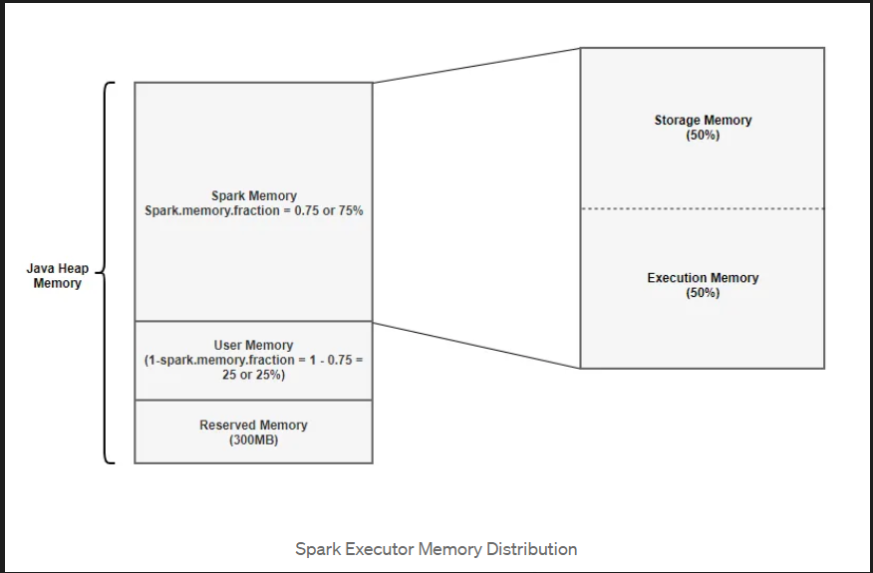 Storage Memory
(50%)
Spark Memory
Spark.memory.fraction = 0.75 or 75%
Java Heap
Memory
Execution Memory
(50%)
User Memory
(1-spark.memory.fraction = 1 - 0.75 =
25 or 25%)
Reserved Memory
(300MB)
Spark Executor Memory Distribution